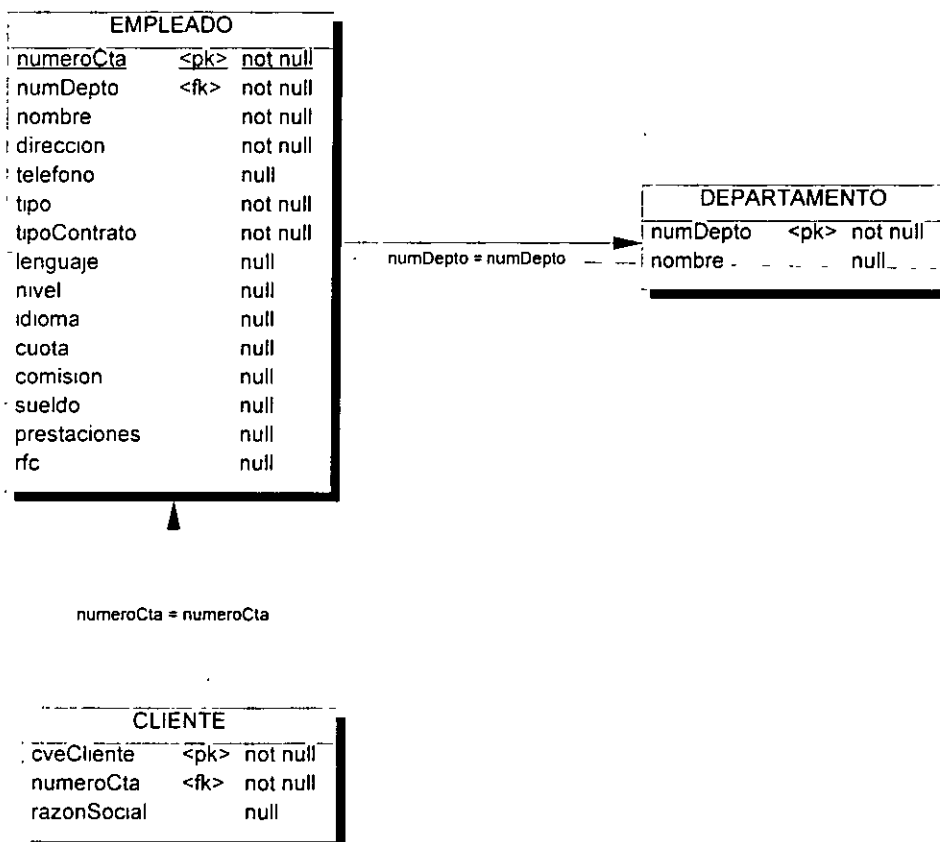 EMPLEADO
numeroCta <pk> not null
numDepto <fk> not null
nombre not null
direccion not null
telefono null
tipo not null
tipoContrato not null
lenguaje null
nivel null
idioma null
cuota null
comision null
sueldo null
prestaciones null
rfc null
numDepto = numDepto
DEPARTAMENTO
numDepto <pk> not null
nombre null
numeroCta = numeroCta
CLIENTE
cveCliente <pk> not null
numeroCta <fk> not null
razonSocial null